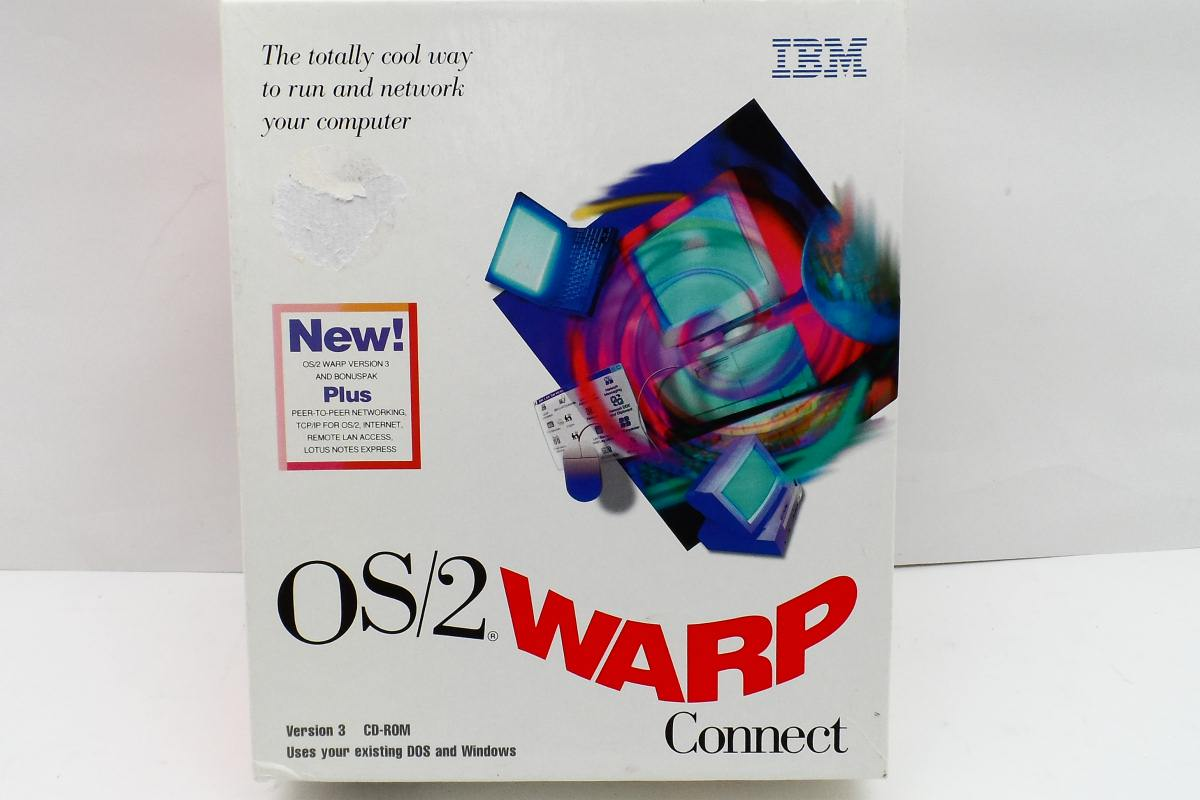 The totally cool way
to run and network
your computer
IBM
New!
OS/2 WARP VERSION 3
AND BONUSPAK
Plus
PEER-TO-PEER NETWORKING,
TCP/IP FOR OS/2, INTERNET,
REMOTE LAN ACCESS,
LOTUS NOTES EXPRESS
OS/2® WARP
Connect
Version 3 CD-ROM
Uses your existing DOS and Windows